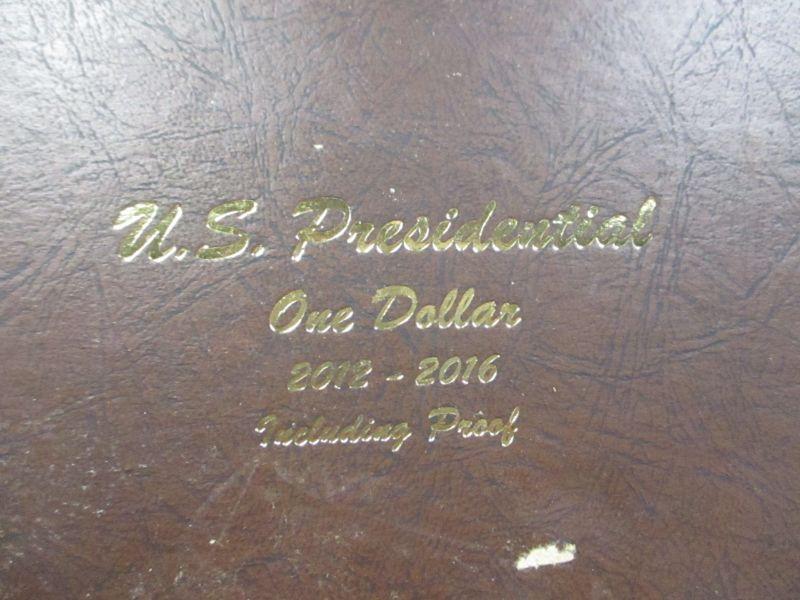 U.S. Presidential
One Dollar
2012 - 2016
Including Proof